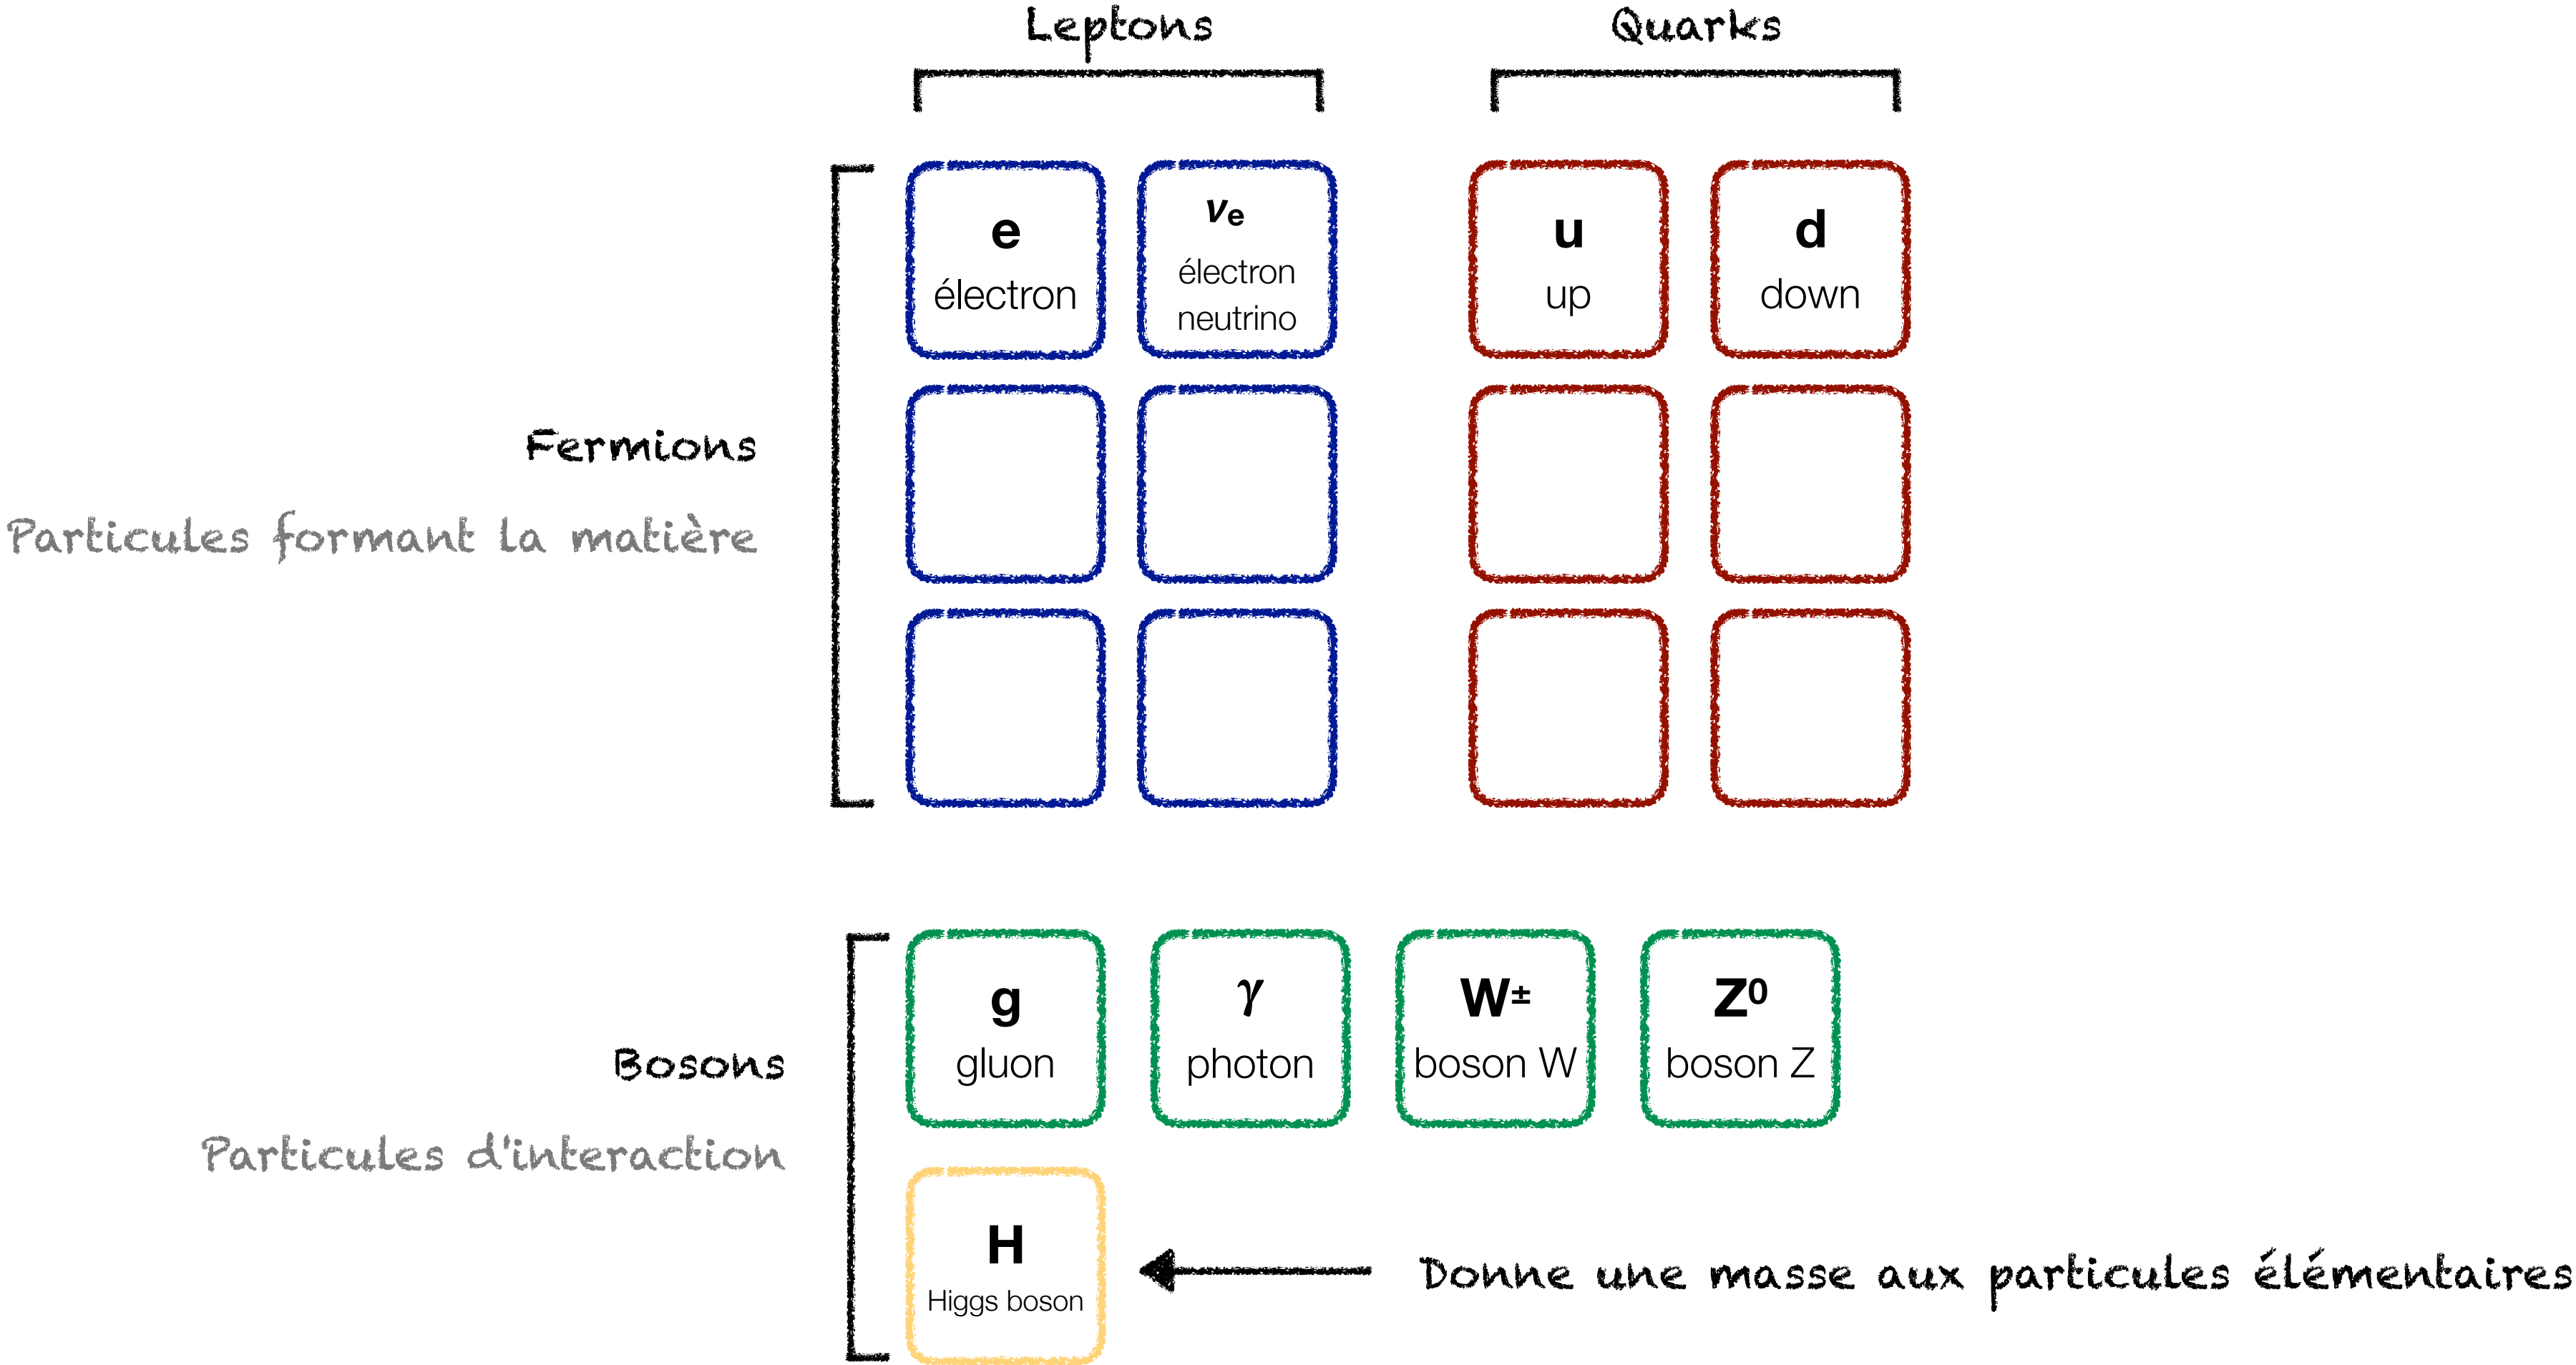 Leptons
Quarks
e
électron
νe
électron
neutrino
u
up
d
down
Fermions
Particules formant la matière
g
gluon
γ
photon
W±
boson W
Z0
boson Z
Bosons
Particules d'interaction
H
Higgs boson
Donne une masse aux particules élémentaires